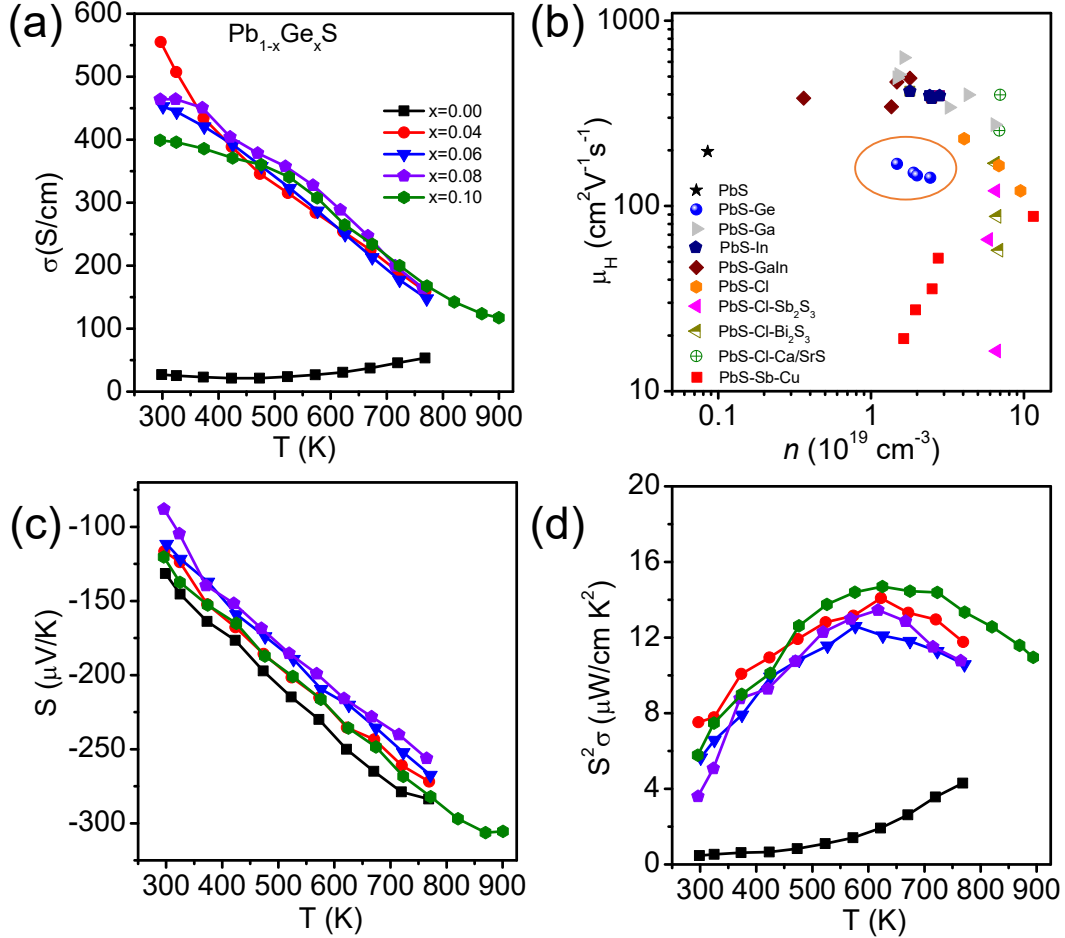 (a)
Pb₁₋ₓGeₓS
600
500
400
300
200
100
0
σ(S/cm)
x=0.00
x=0.04
x=0.06
x=0.08
x=0.10
300 400 500 600 700 800 900
T (K)
(b)
1000
100
10
μ_H (cm²V⁻¹s⁻¹)
PbS
PbS-Ge
PbS-Ga
PbS-In
PbS-GaIn
PbS-Cl
PbS-Cl-Sb₂S₃
PbS-Cl-Bi₂S₃
PbS-Cl-Ca/SrS
PbS-Sb-Cu
0.1 1 10
n (10¹⁹ cm⁻³)
(c)
-100
-150
-200
-250
-300
S (μV/K)
300 400 500 600 700 800 900
T (K)
(d)
20
16
12
8
4
0
S²σ (μW/cm K²)
300 400 500 600 700 800 900
T (K)